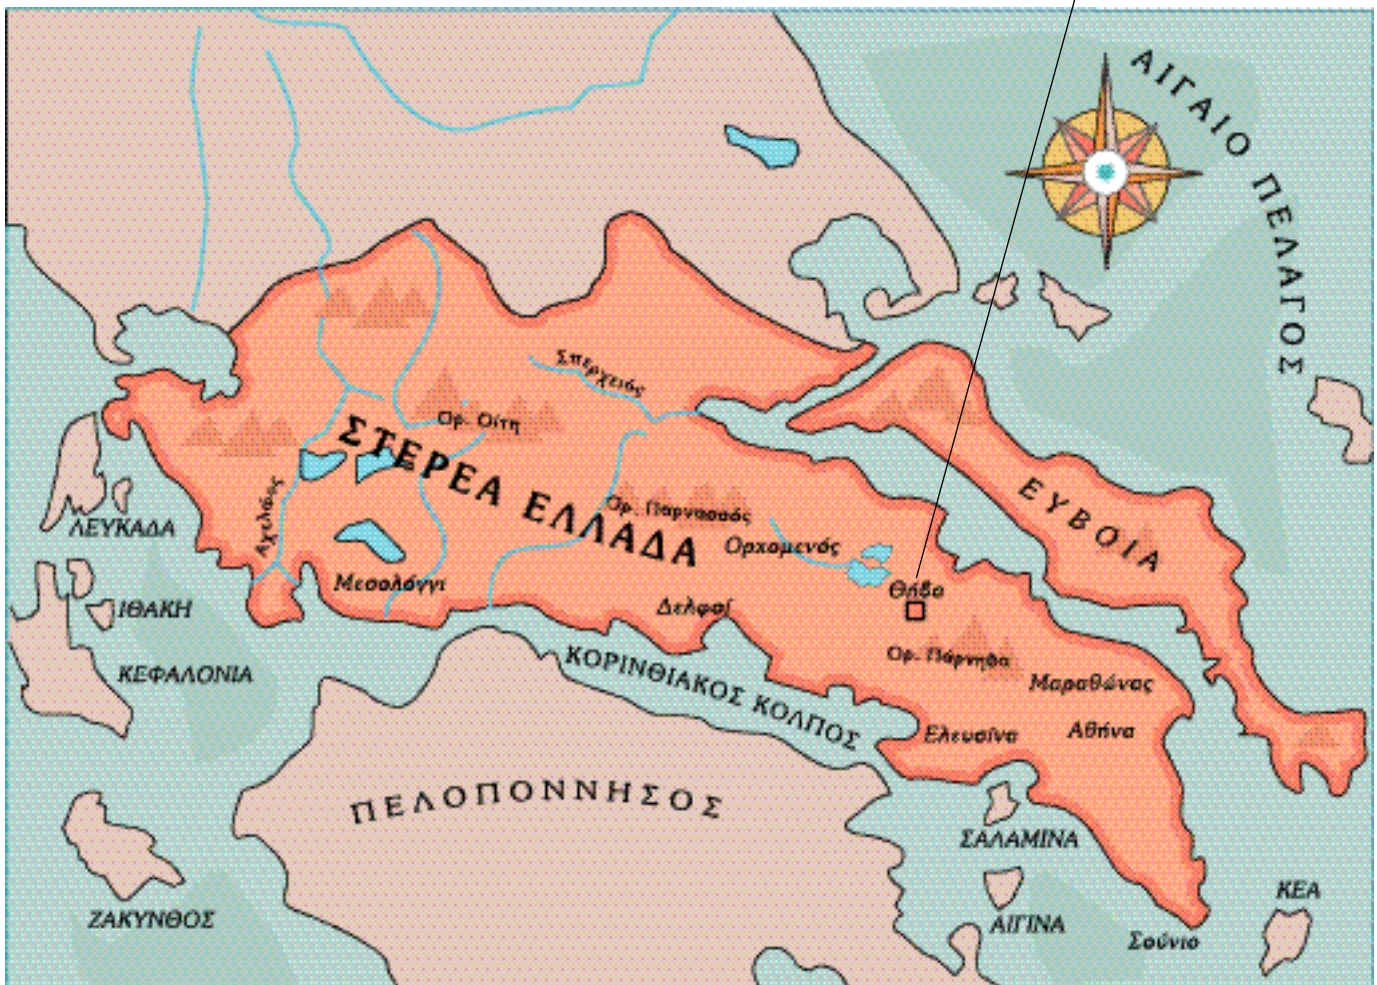 ΑΙΓΑΙΟ ΠΕΛΑΓΟΣ
Σπερχειός
Ορ. Οίτη
ΣΤΕΡΕΑ ΕΛΛΑΔΑ
ΕΥΒΟΙΑ
Αχελώος
Ορ. Παρνασσός
ΛΕΥΚΑΔΑ
Ορχομενός
Μεσολόγγι
Θήβα
ΙΘΑΚΗ
Δελφοί
ΚΕΦΑΛΟΝΙΑ
ΚΟΡΙΝΘΙΑΚΟΣ ΚΟΛΠΟΣ
Ορ. Πάρνηθα
Μαραθώνας
Ελευσίνα
Αθήνα
ΠΕΛΟΠΟΝΝΗΣΟΣ
ΣΑΛΑΜΙΝΑ
ΖΑΚΥΝΘΟΣ
ΑΙΓΙΝΑ
ΚΕΑ
Σούνιο